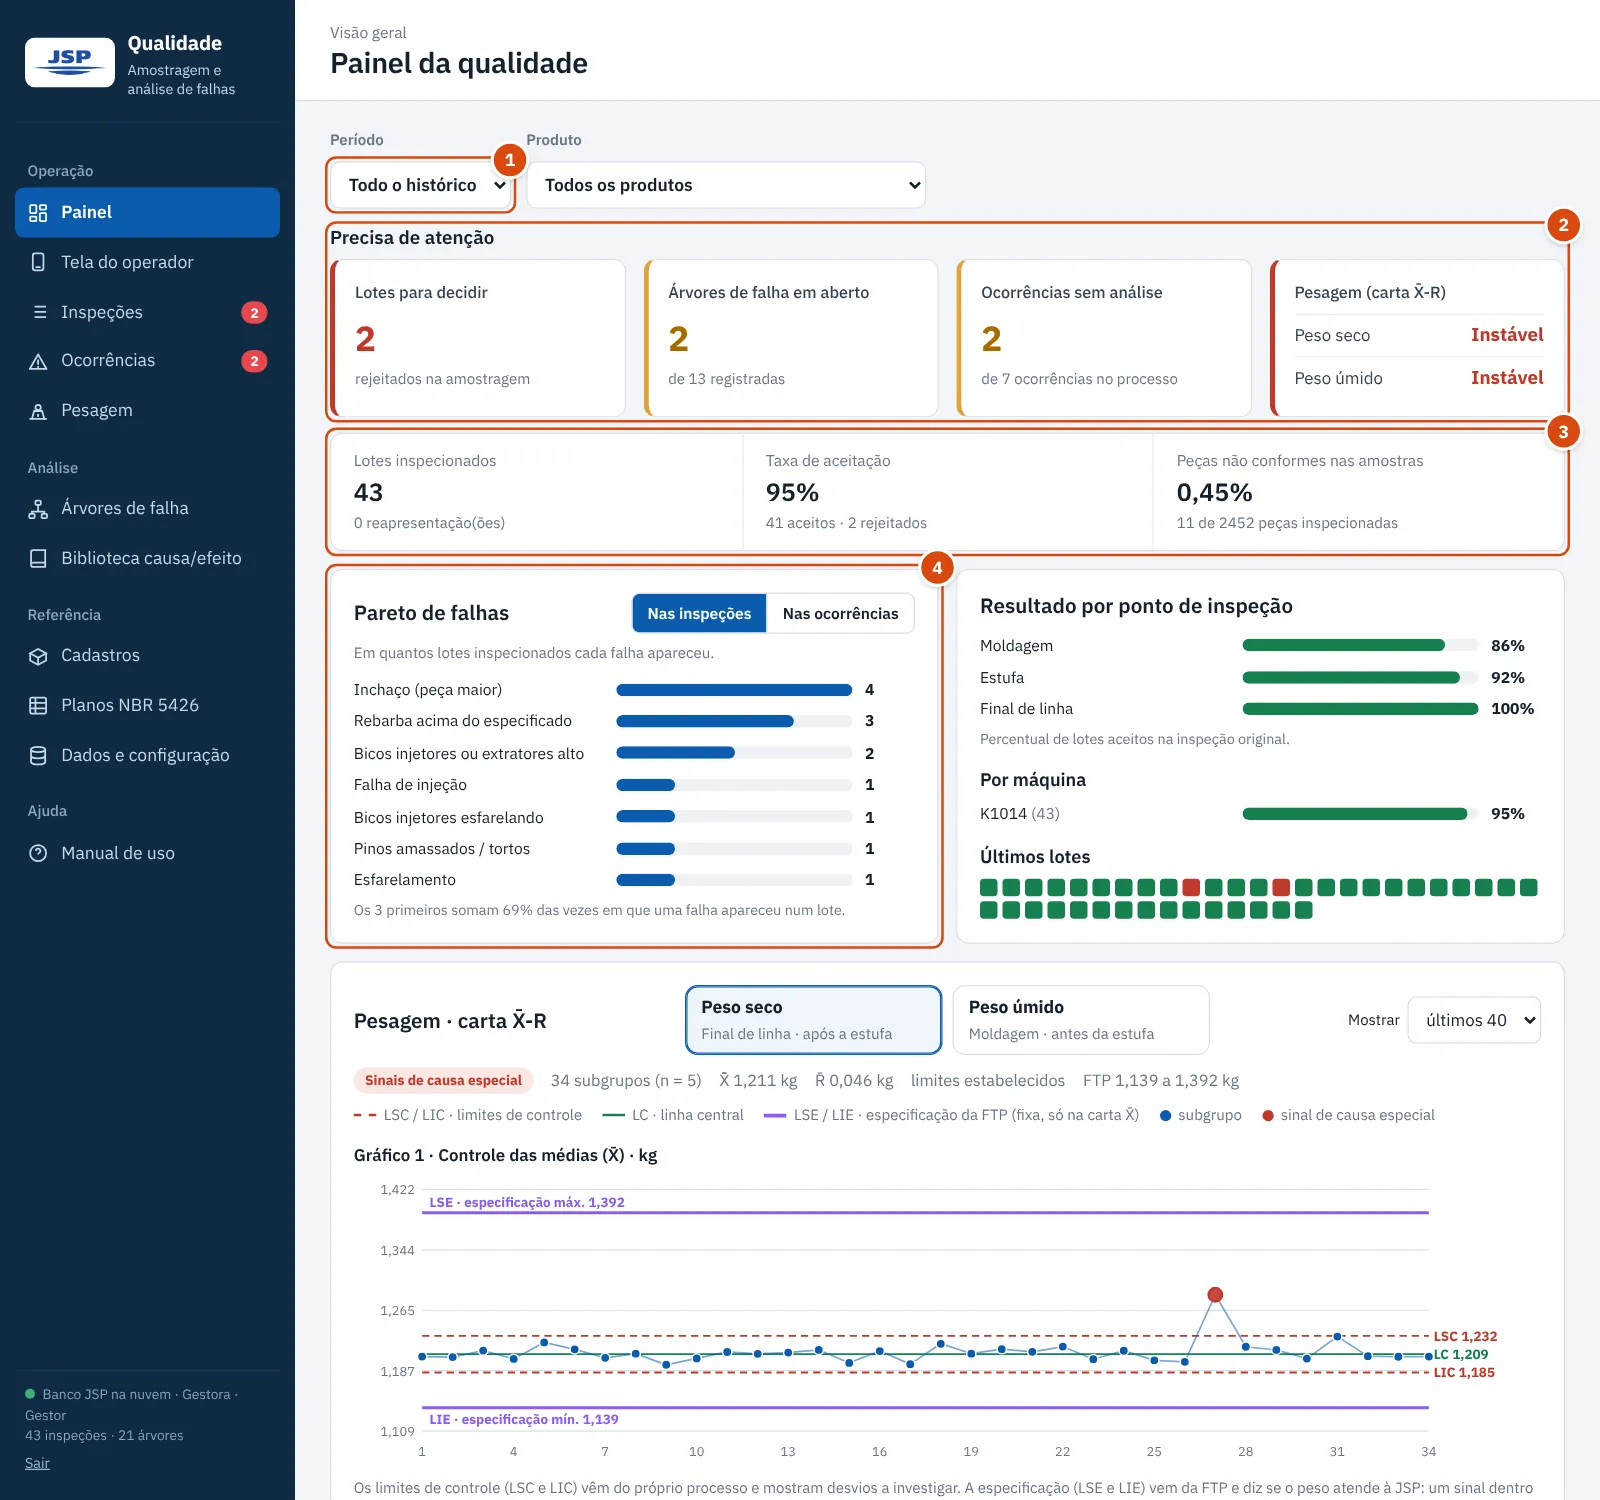 JSP
Qualidade
Amostragem e
análise de falhas
Operação
Painel
Tela do operador
Inspeções 2
Ocorrências 2
Pesagem
Análise
Árvores de falha
Biblioteca causa/efeito
Referência
Cadastros
Planos NBR 5426
Dados e configuração
Ajuda
Manual de uso
Banco JSP na nuvem · Gestora ·
Gestor
43 inspeções · 21 árvores
Sair
Visão geral
Painel da qualidade
Período
Produto
1
Todo o histórico
Todos os produtos
2
Precisa de atenção
Lotes para decidir
2
rejeitados na amostragem
Árvores de falha em aberto
2
de 13 registradas
Ocorrências sem análise
2
de 7 ocorrências no processo
Pesagem (carta X̄-R)
Peso seco Instável
Peso úmido Instável
3
Lotes inspecionados
43
0 reapresentação(ões)
Taxa de aceitação
95%
41 aceitos · 2 rejeitados
Peças não conformes nas amostras
0,45%
11 de 2452 peças inspecionadas
4
Pareto de falhas
Nas inspeções
Nas ocorrências
Em quantos lotes inspecionados cada falha apareceu.
Inchaço (peça maior) 4
Rebarba acima do especificado 3
Bicos injetores ou extratores alto 2
Falha de injeção 1
Bicos injetores esfarelando 1
Pinos amassados / tortos 1
Esfarelamento 1
Os 3 primeiros somam 69% das vezes em que uma falha apareceu num lote.
Resultado por ponto de inspeção
Moldagem 86%
Estufa 92%
Final de linha 100%
Percentual de lotes aceitos na inspeção original.
Por máquina
K1014 (43) 95%
Últimos lotes
Pesagem · carta X̄-R
Peso seco
Final de linha · após a estufa
Peso úmido
Moldagem · antes da estufa
Mostrar
últimos 40
Sinais de causa especial 34 subgrupos (n = 5) X̄ 1,211 kg R̄ 0,046 kg limites estabelecidos FTP 1,139 a 1,392 kg
LSC / LIC · limites de controle LC · linha central LSE / LIE · especificação da FTP (fixa, só na carta X̄) subgrupo sinal de causa especial
Gráfico 1 · Controle das médias (X̄) · kg
1,422
LSE · especificação máx. 1,392
1,344
1,265
LSC 1,232
LC 1,209
1,187
LIC 1,185
LIE · especificação mín. 1,139
1,109
1 4 7 10 13 16 19 22 25 28 31 34
Os limites de controle (LSC e LIC) vêm do próprio processo e mostram desvios a investigar. A especificação (LSE e LIE) vem da FTP e diz se o peso atende à JSP: um sinal dentro